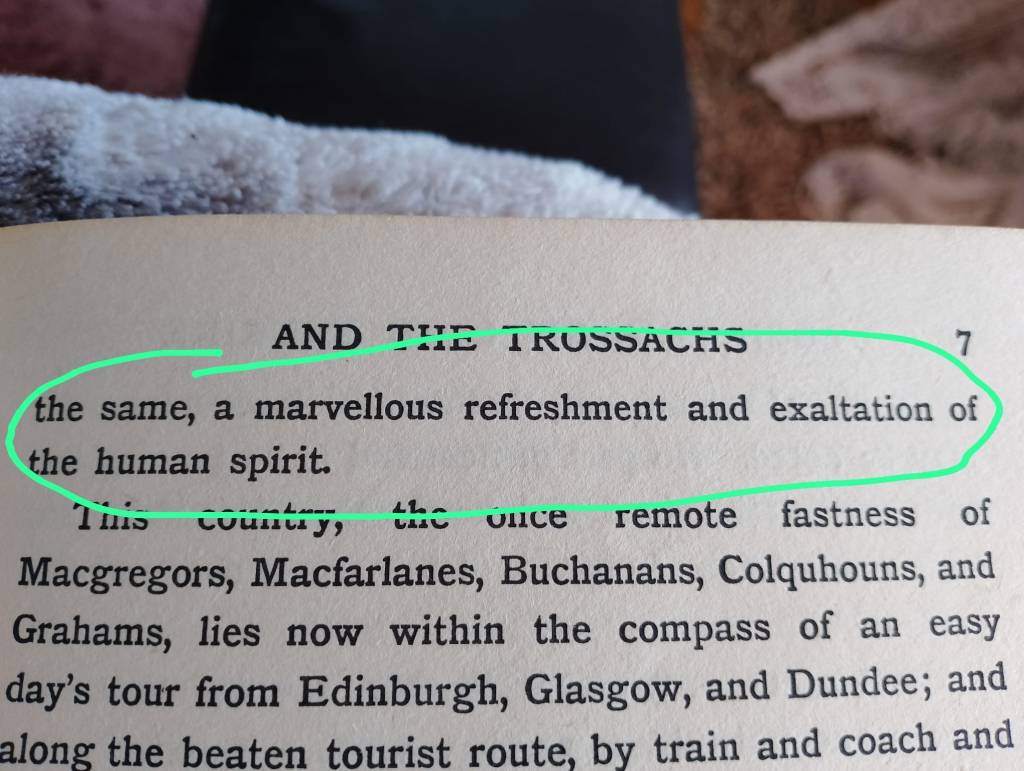 AND THE TROSSACHS 7
the same, a marvellous refreshment and exaltation of
the human spirit.
This country, the once remote fastness of
Macgregors, Macfarlanes, Buchanans, Colquhouns, and
Grahams, lies now within the compass of an easy
day's tour from Edinburgh, Glasgow, and Dundee; and
along the beaten tourist route, by train and coach and